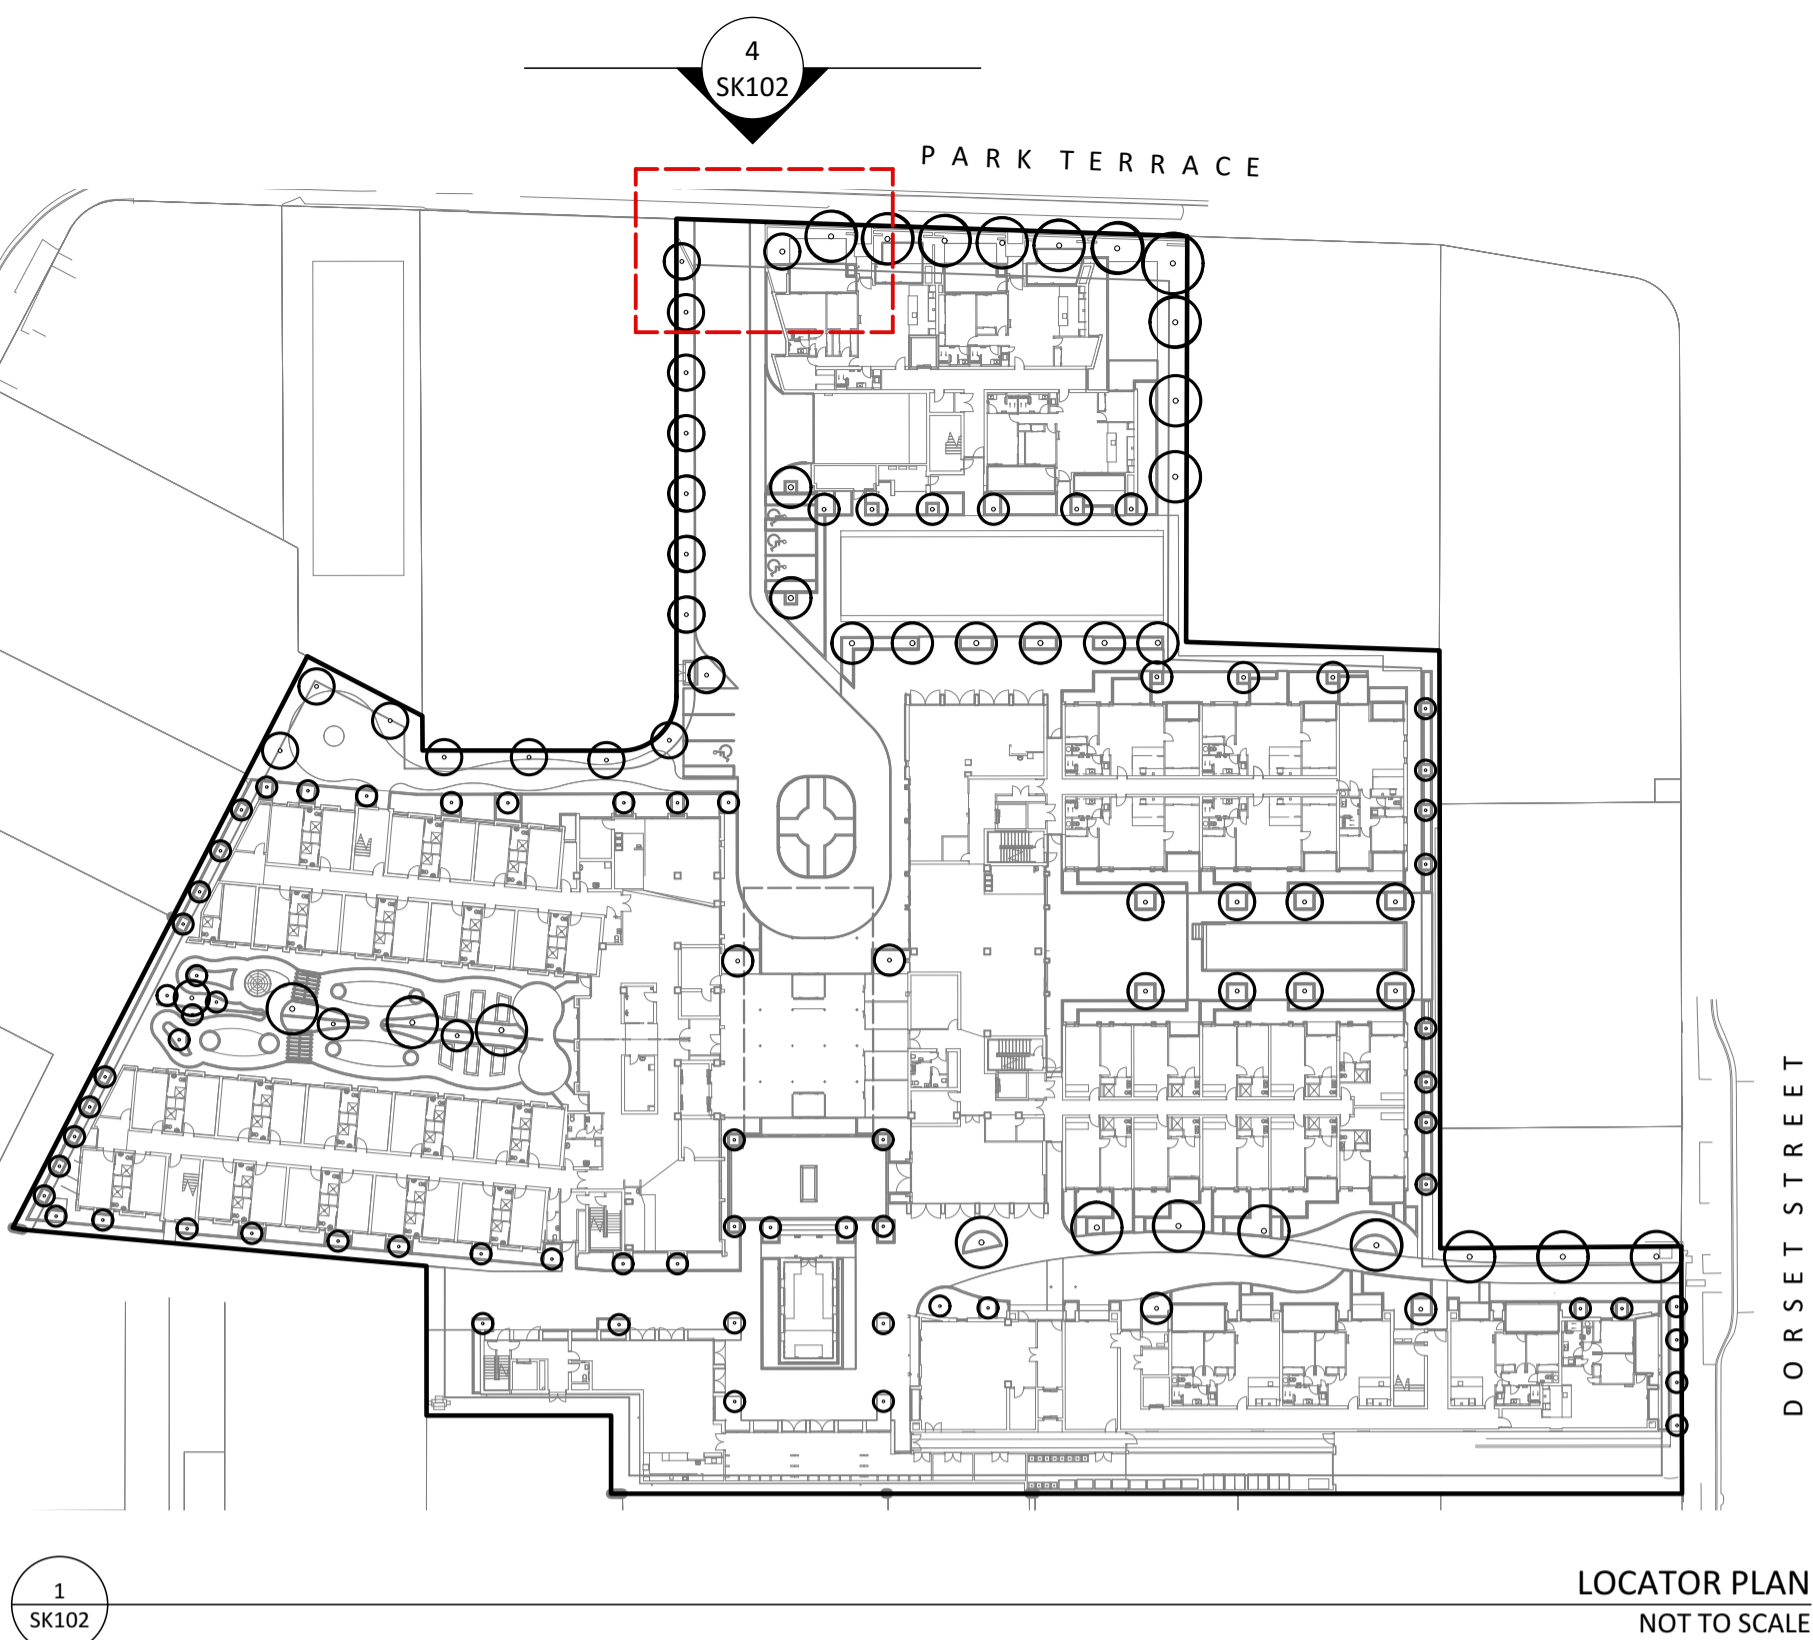 4
SK102
PARK TERRACE
DORSET STREET
1
SK102
LOCATOR PLAN
NOT TO SCALE